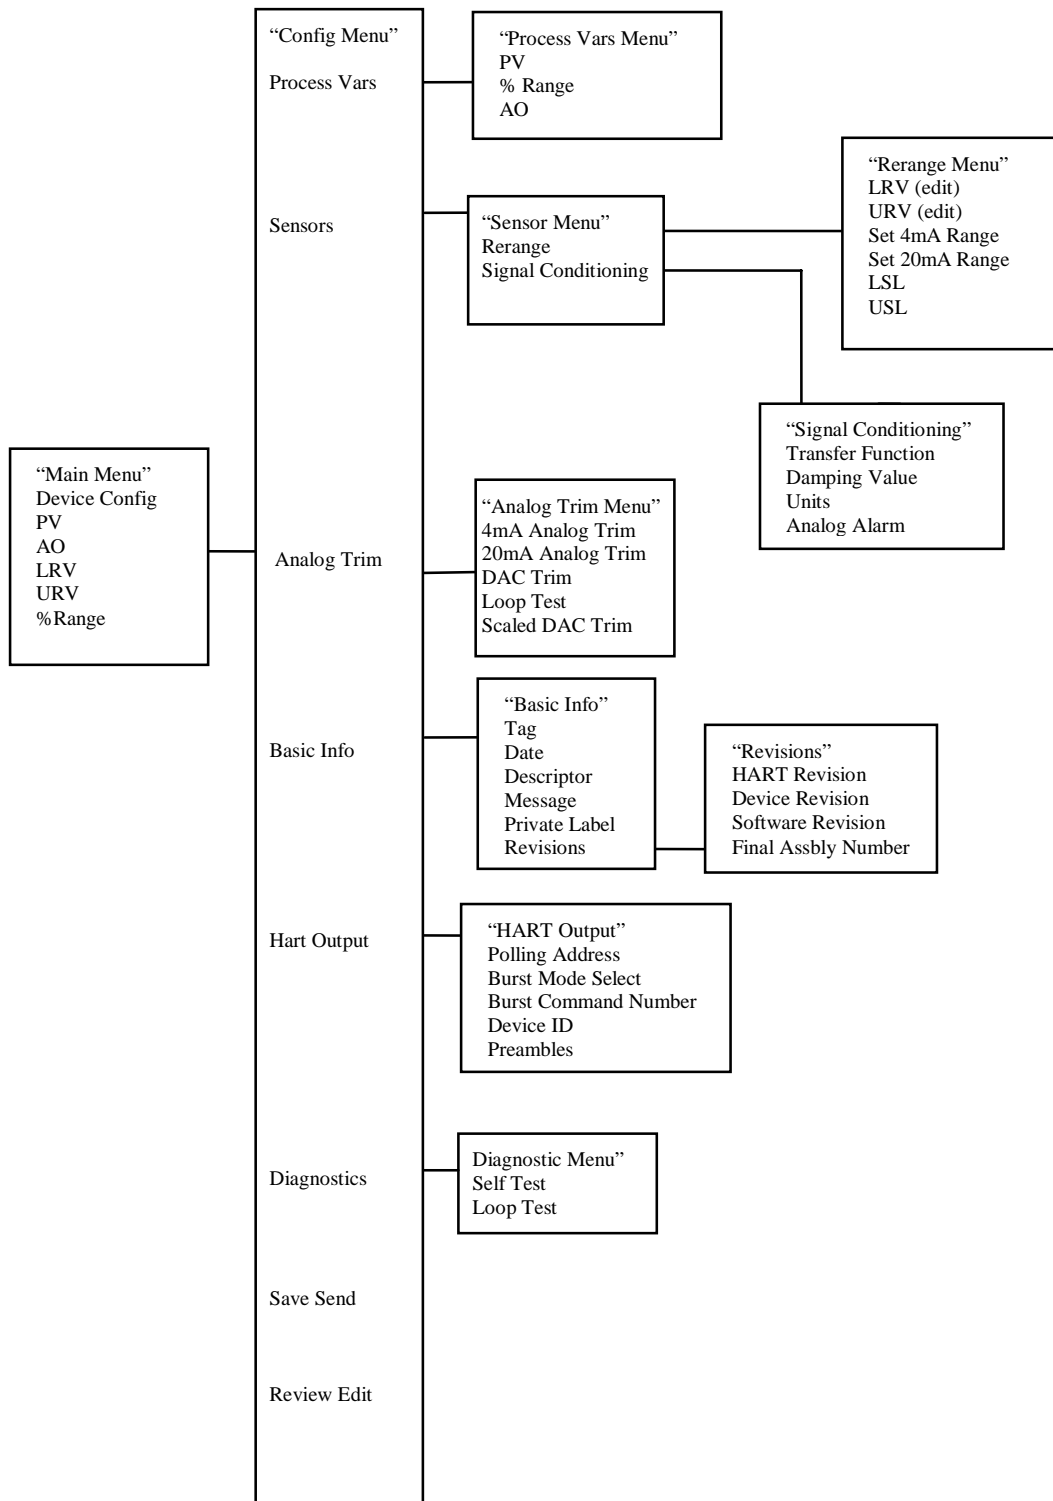 “Main Menu”
Device Config
PV
AO
LRV
URV
%Range
“Config Menu”
Process Vars
Sensors
Analog Trim
Basic Info
Hart Output
Diagnostics
Save Send
Review Edit
“Process Vars Menu”
PV
% Range
AO
“Sensor Menu”
Rerange
Signal Conditioning
“Rerange Menu”
LRV (edit)
URV (edit)
Set 4mA Range
Set 20mA Range
LSL
USL
“Signal Conditioning”
Transfer Function
Damping Value
Units
Analog Alarm
“Analog Trim Menu”
4mA Analog Trim
20mA Analog Trim
DAC Trim
Loop Test
Scaled DAC Trim
“Basic Info”
Tag
Date
Descriptor
Message
Private Label
Revisions
“Revisions”
HART Revision
Device Revision
Software Revision
Final Assbly Number
“HART Output”
Polling Address
Burst Mode Select
Burst Command Number
Device ID
Preambles
Diagnostic Menu”
Self Test
Loop Test